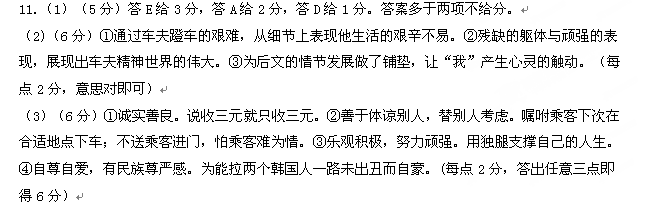 11.（1）（5 分）答 E给 3 分，答 A给 2 分，答 D给 1 分。答案多于两项不给分。
（2）（6 分）①通过车夫蹬车的艰难，从细节上表现他生活的艰辛不易。②残缺的躯体与顽强的表
现，展现出车夫精神世界的伟大。③为后文的情节发展做了铺垫，让“我”产生心灵的触动。（每
点 2 分，意思对即可）
（3）（6 分）①诚实善良。说收三元就只收三元。②善于体谅别人，替别人考虑。嘱咐乘客下次在
合适地点下车；不送乘客进门，怕乘客难为情。③乐观积极，努力顽强。用独腿支撑自己的人生。
④自尊自爱，有民族尊严感。为能拉两个韩国人一路未出丑而自豪。(每点 2 分，答出任意三点即
得 6 分）